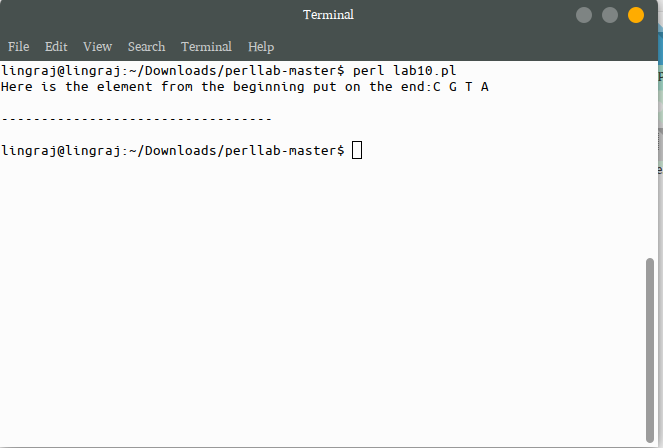 Terminal
File Edit View Search Terminal Help
lingraj@lingraj:~/Downloads/perllab-master$ perl lab10.pl
Here is the element from the beginning put on the end:C G T A
----------------------------------
lingraj@lingraj:~/Downloads/perllab-master$